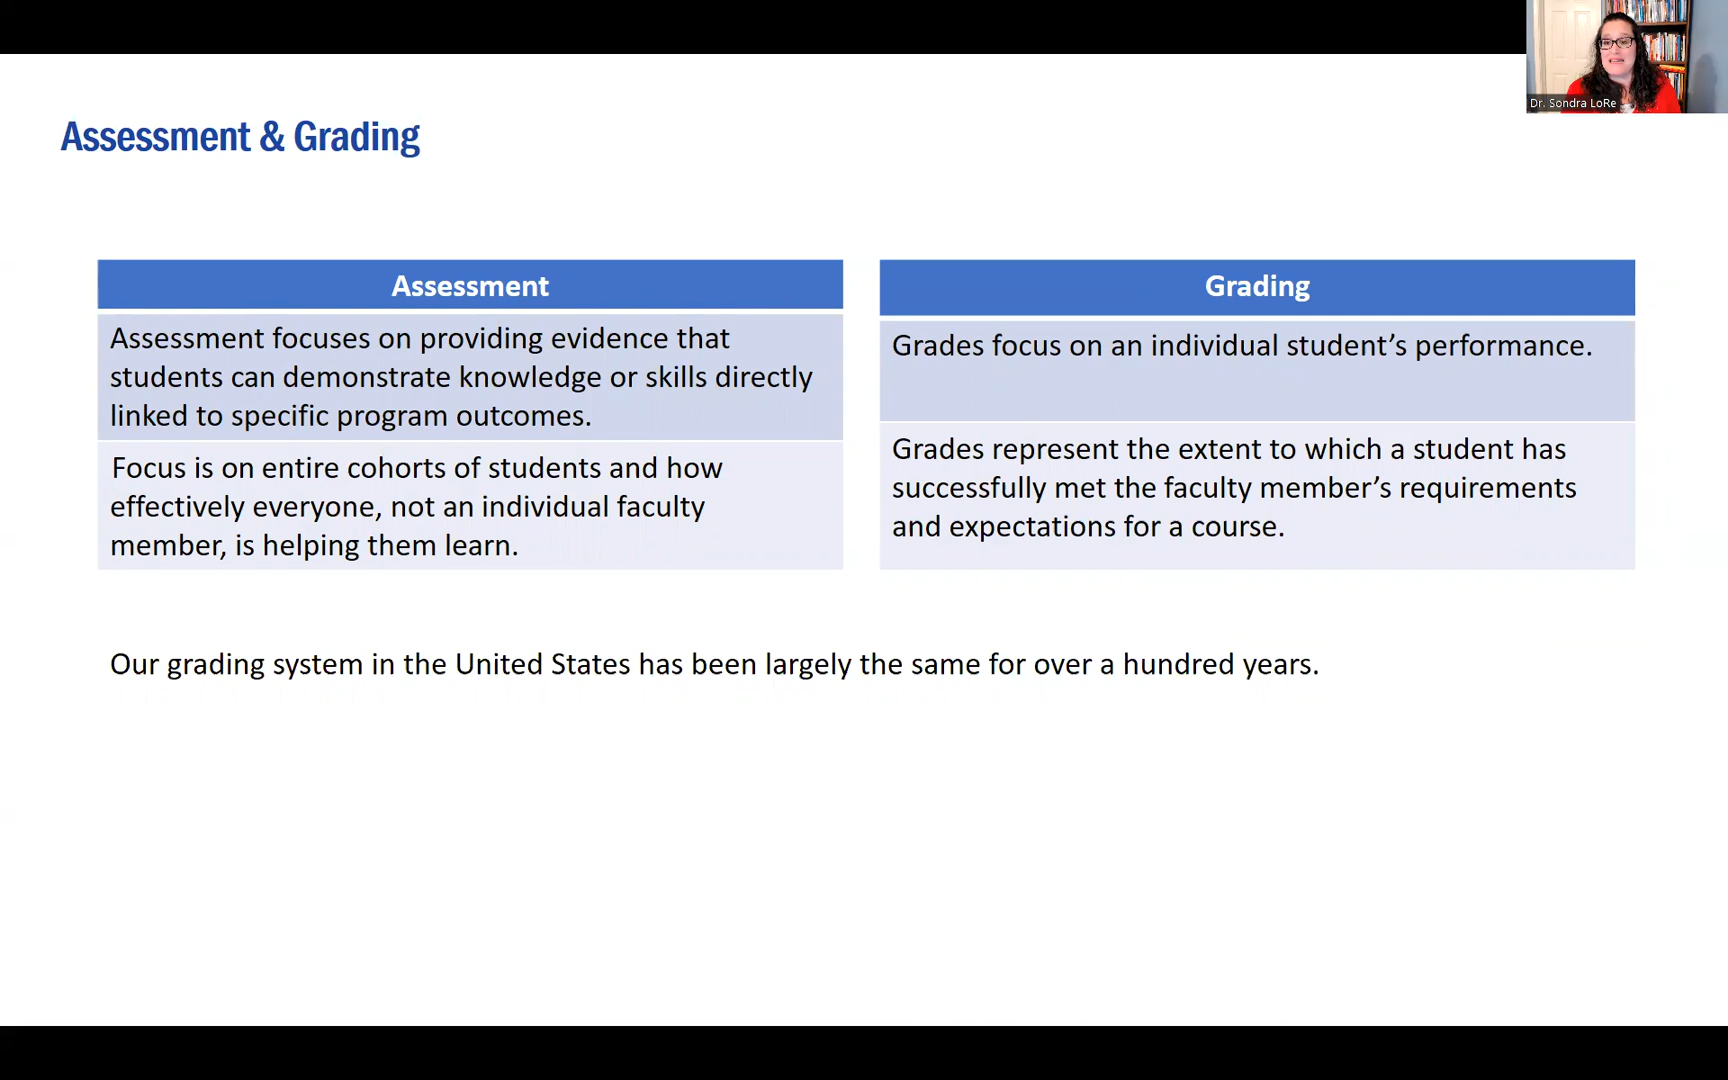 Dr. Sondra LoRe
Assessment & Grading
Assessment
Assessment focuses on providing evidence that
students can demonstrate knowledge or skills directly
linked to specific program outcomes.
Focus is on entire cohorts of students and how
effectively everyone, not an individual faculty
member, is helping them learn.
Grading
Grades focus on an individual student’s performance.
Grades represent the extent to which a student has
successfully met the faculty member’s requirements
and expectations for a course.
Our grading system in the United States has been largely the same for over a hundred years.